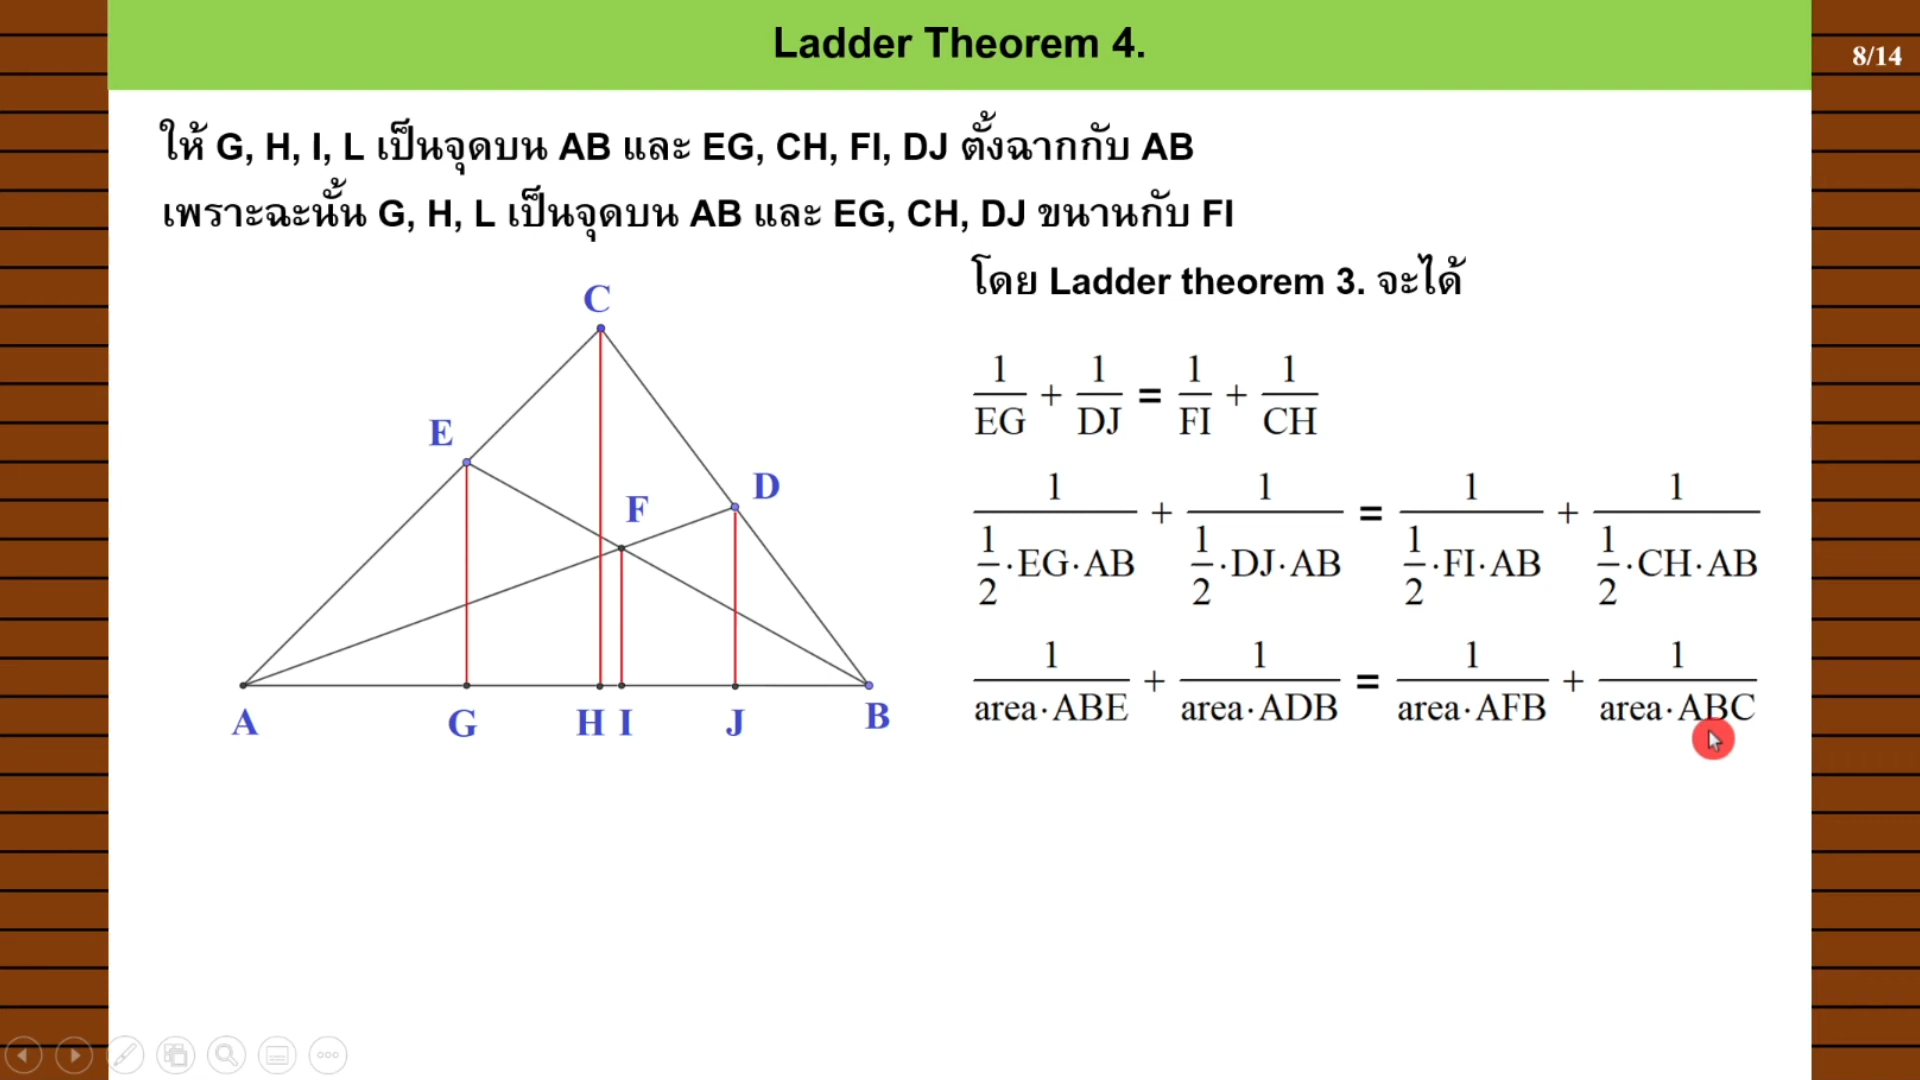 Ladder Theorem 4.
8/14
ให้ G, H, I, L เป็นจุดบน AB และ EG, CH, FI, DJ ตั้งฉากกับ AB
เพราะฉะนั้น G, H, L เป็นจุดบน AB และ EG, CH, DJ ขนานกับ FI
โดย Ladder theorem 3. จะได้
1/EG + 1/DJ = 1/FI + 1/CH
1/(1/2·EG·AB) + 1/(1/2·DJ·AB) = 1/(1/2·FI·AB) + 1/(1/2·CH·AB)
1/(area·ABE) + 1/(area·ADB) = 1/(area·AFB) + 1/(area·ABC)
C
E
D
F
A
G
H
I
J
B